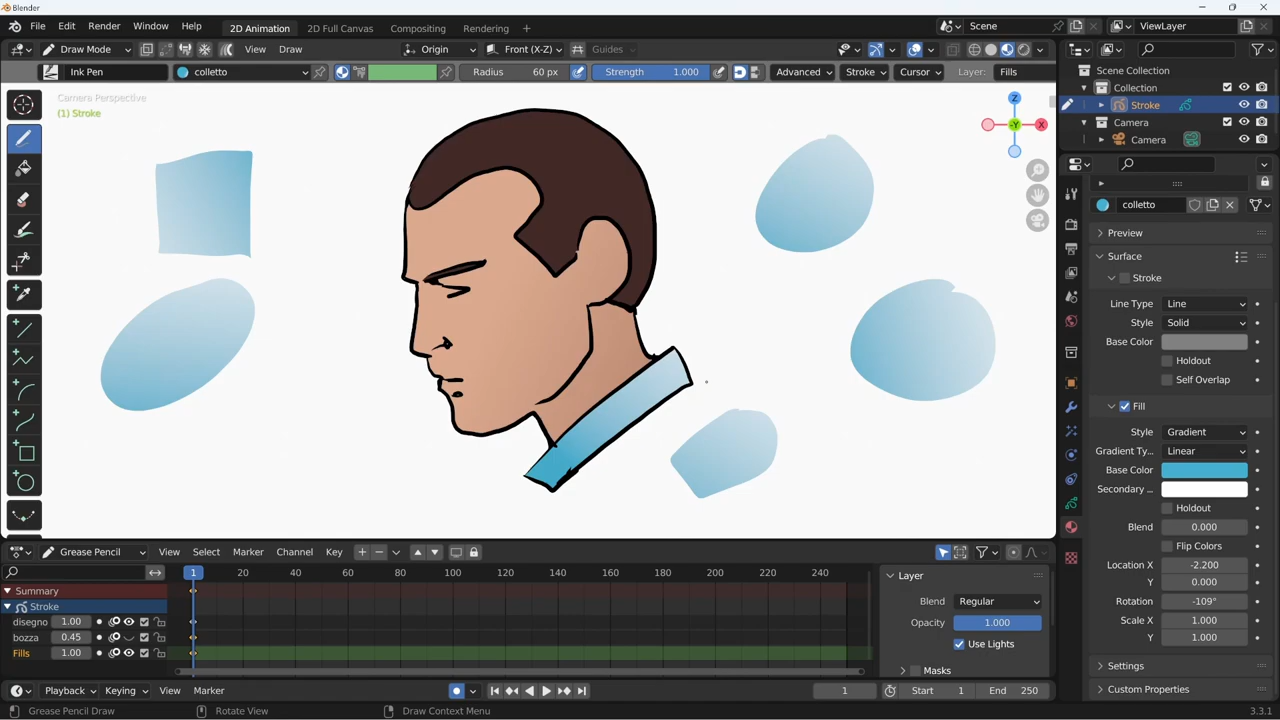 Blender
File Edit Render Window Help 2D Animation 2D Full Canvas Compositing Rendering Scene ViewLayer
Draw Mode View Draw Origin Front (X-Z) Guides
Ink Pen colletto Radius 60 px Strength 1.000 Advanced Stroke Cursor Layer: Fills
Camera Perspective
(1) Stroke
Z
-Y X
Scene Collection
Collection
Stroke
Camera
Camera
colletto
Preview
Surface
Stroke
Line Type Line
Style Solid
Base Color
Holdout
Self Overlap
Fill
Style Gradient
Gradient Ty... Linear
Base Color
Secondary ...
Holdout
Blend 0.000
Flip Colors
Location X -2.200
Y 0.000
Rotation -109°
Scale X 1.000
Y 1.000
Settings
Custom Properties
Grease Pencil View Select Marker Channel Key
1 20 40 60 80 100 120 140 160 180 200 220 240
Summary
Stroke
disegno 1.00
bozza 0.45
Fills 1.00
Layer
Blend Regular
Opacity 1.000
Use Lights
Masks
Playback Keying View Marker 1 Start 1 End 250
Grease Pencil Draw Rotate View Draw Context Menu 3.3.1